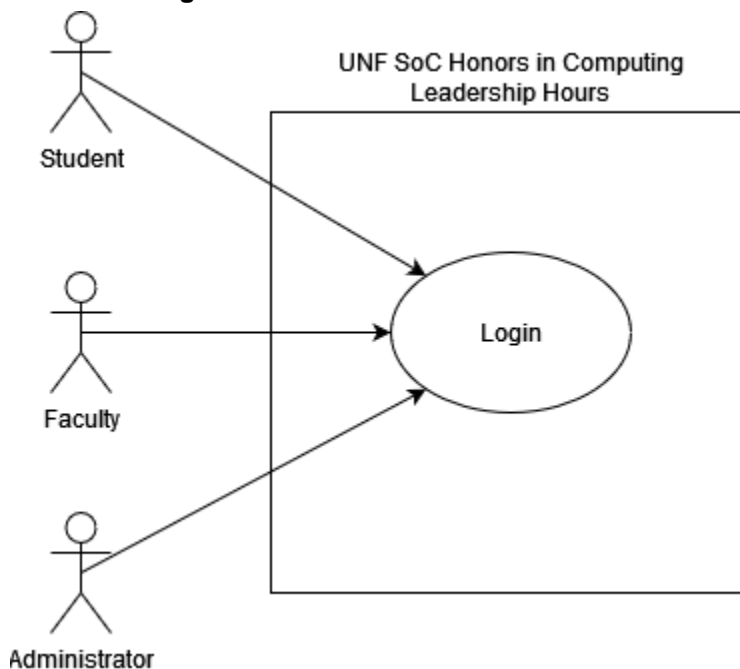 Student
UNF SoC Honors in Computing
Leadership Hours
Login
Faculty
Administrator